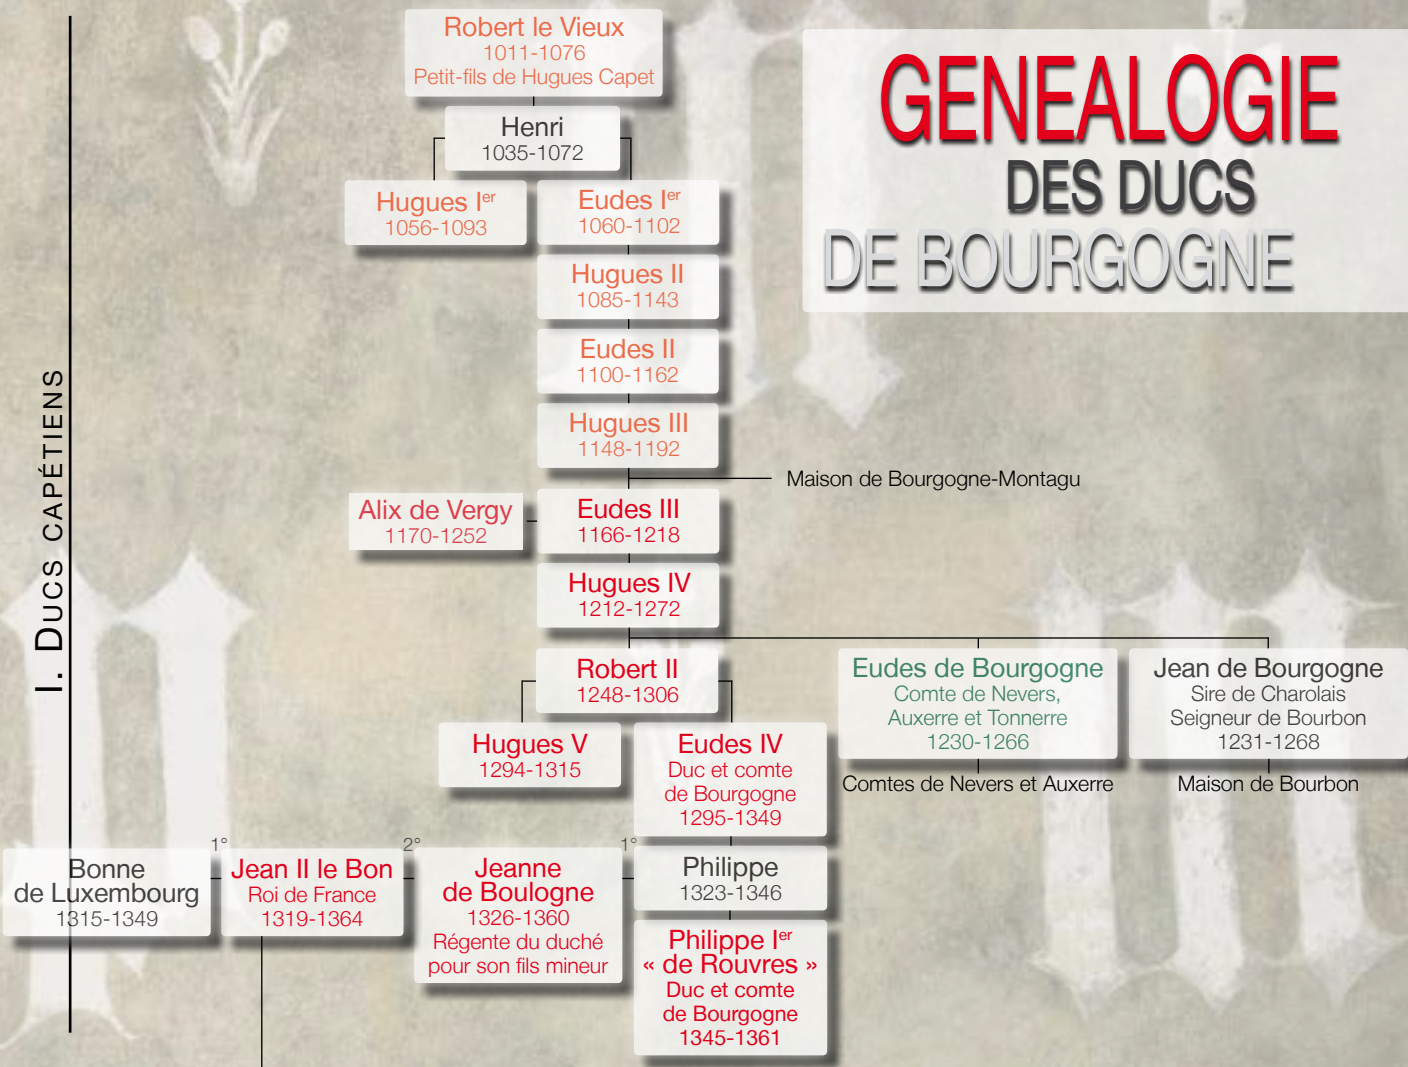 GENEALOGIE
DES DUCS
DE BOURGOGNE
I. DUCS CAPÉTIENS
Robert le Vieux
1011-1076
Petit-fils de Hugues Capet
Henri
1035-1072
Hugues Ier
1056-1093
Eudes Ier
1060-1102
Hugues II
1085-1143
Eudes II
1100-1162
Hugues III
1148-1192
Maison de Bourgogne-Montagu
Alix de Vergy
1170-1252
Eudes III
1166-1218
Hugues IV
1212-1272
Robert II
1248-1306
Eudes de Bourgogne
Comte de Nevers,
Auxerre et Tonnerre
1230-1266
Comtes de Nevers et Auxerre
Jean de Bourgogne
Sire de Charolais
Seigneur de Bourbon
1231-1268
Maison de Bourbon
Hugues V
1294-1315
Eudes IV
Duc et comte
de Bourgogne
1295-1349
Bonne
de Luxembourg
1315-1349
1°
Jean II le Bon
Roi de France
1319-1364
2°
Jeanne
de Boulogne
1326-1360
Régente du duché
pour son fils mineur
1°
Philippe
1323-1346
Philippe Ier
« de Rouvres »
Duc et comte
de Bourgogne
1345-1361